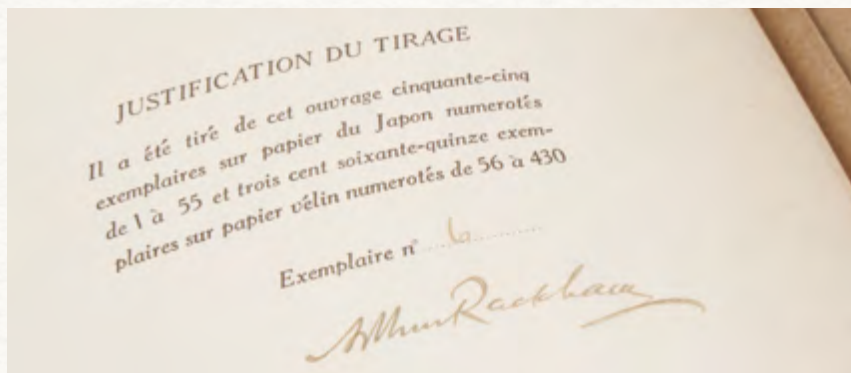 JUSTIFICATION DU TIRAGE
Il a été tiré de cet ouvrage cinquante-cinq
exemplaires sur papier du Japon numerotés
de 1 à 55 et trois cent soixante-quinze exem-
plaires sur papier vélin numerotés de 56 à 430
Exemplaire nº 6
Arthur Rackham